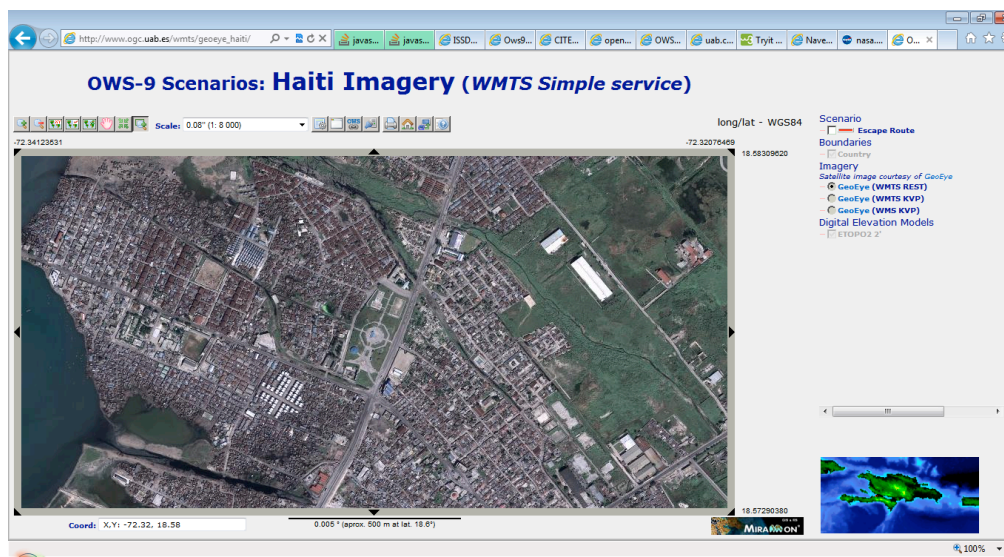 http://www.ogc.uab.es/wmts/geoeye_haiti/
javas...
javas...
ISSD...
Ows9...
CITE...
open...
OWS...
uab.c...
Tryit ...
Nave...
nasa....
O...
OWS-9 Scenarios: Haiti Imagery (WMTS Simple service)
Scale: 0.08" (1: 8 000)
long/lat - WGS84
-72.34123531
-72.32076469
18.58309620
Scenario
Escape Route
Boundaries
Country
Imagery
Satellite image courtesy of GeoEye
GeoEye (WMTS REST)
GeoEye (WMTS KVP)
GeoEye (WMS KVP)
Digital Elevation Models
ETOPO2 2'
18.57290380
Coord: X,Y: -72.32, 18.58
0.005 ° (aprox. 500 m at lat. 18.6°)
MIRAMON
100%